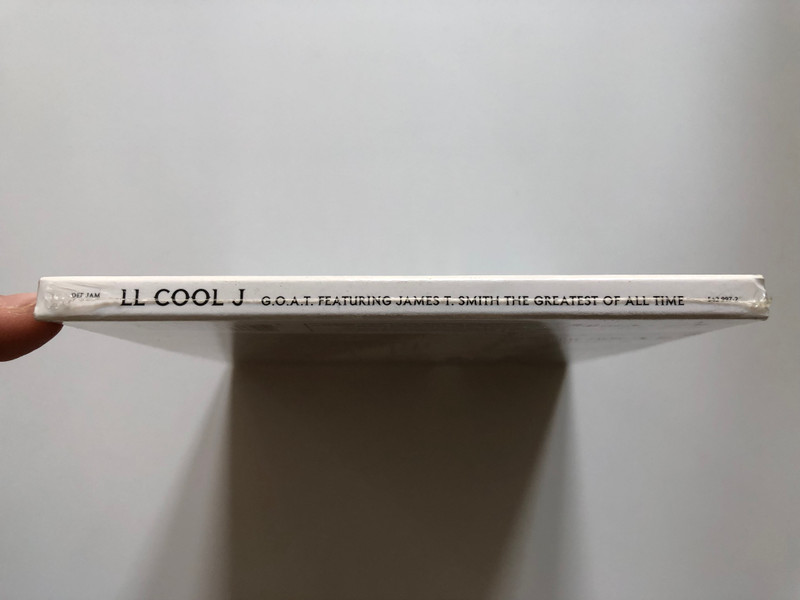 DEF JAM LL COOL J G.O.A.T. FEATURING JAMES T. SMITH THE GREATEST OF ALL TIME